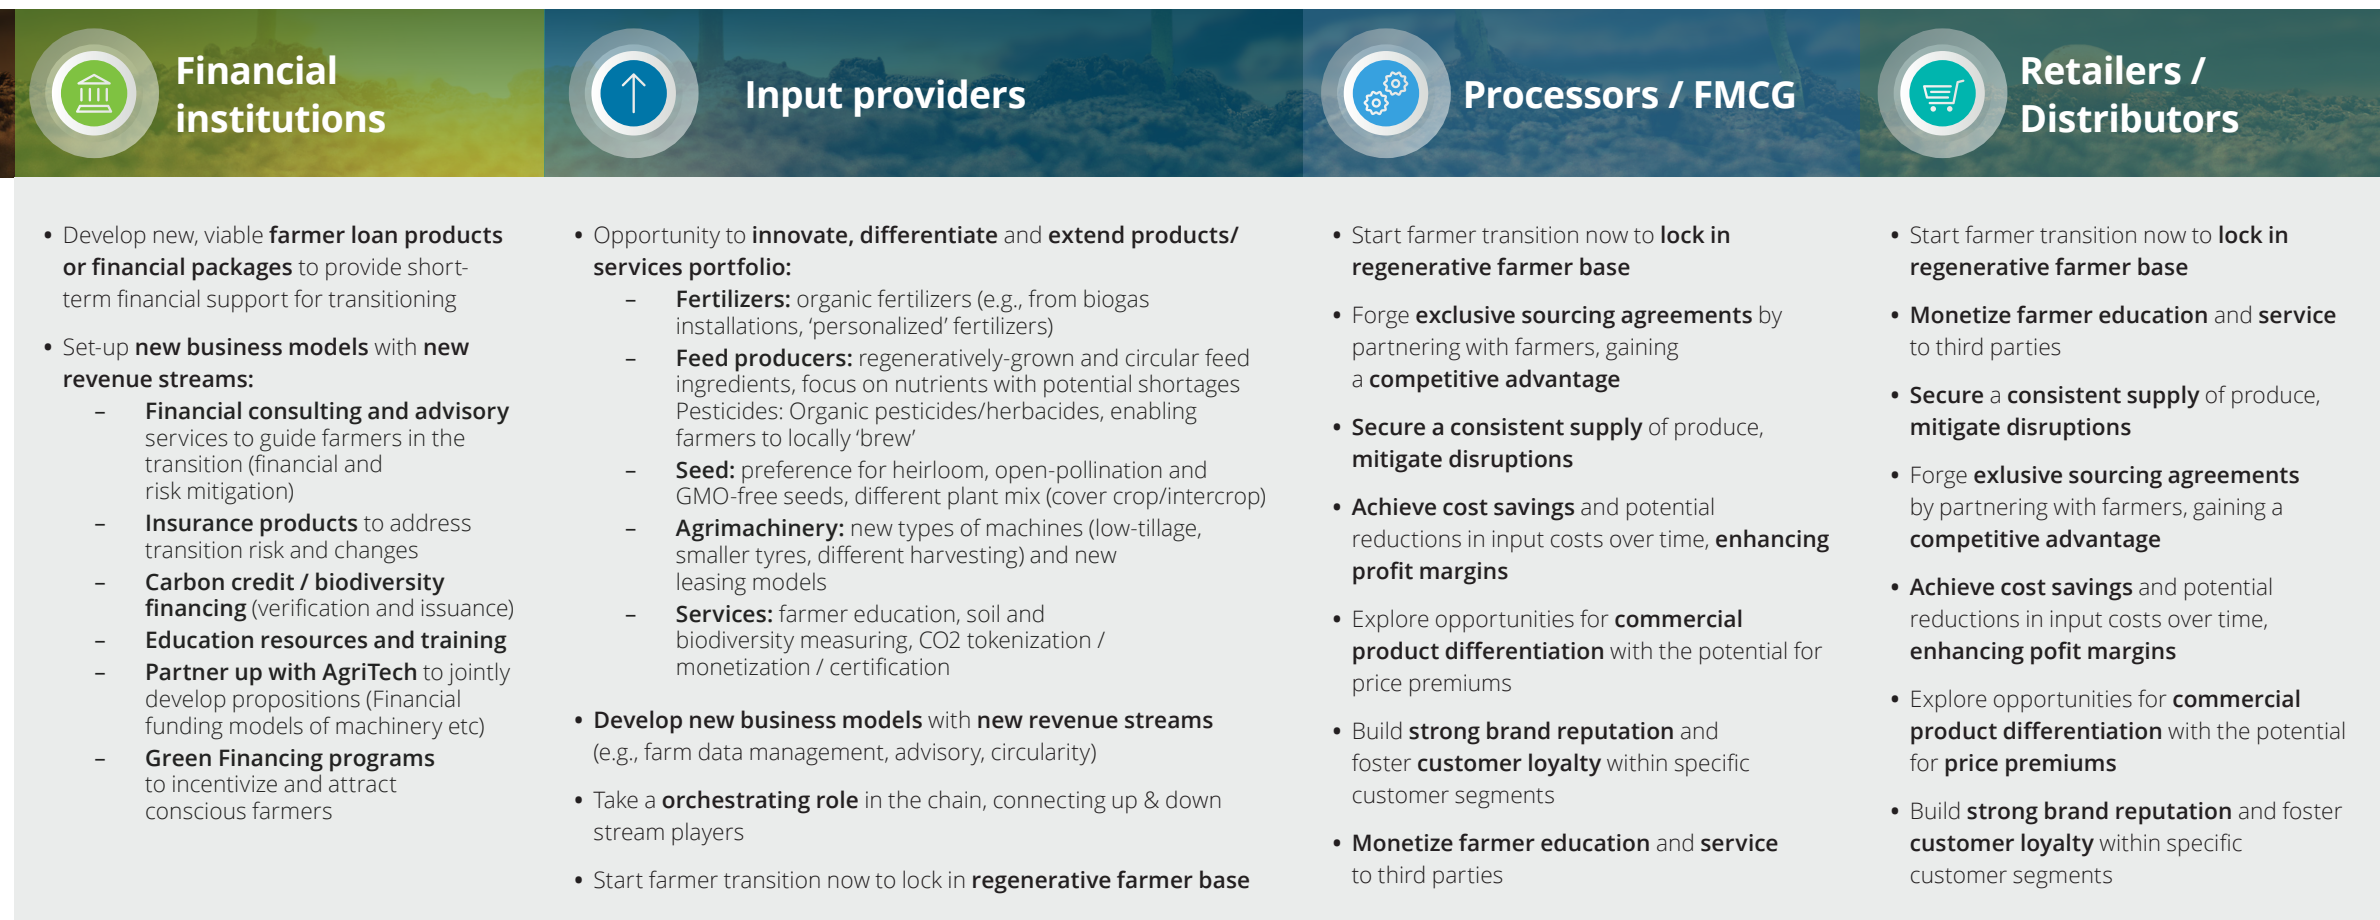 Financial
institutions
• Develop new, viable farmer loan products
or financial packages to provide short-
term financial support for transitioning
• Set-up new business models with new
revenue streams:
– Financial consulting and advisory
services to guide farmers in the
transition (financial and
risk mitigation)
– Insurance products to address
transition risk and changes
– Carbon credit / biodiversity
financing (verification and issuance)
– Education resources and training
– Partner up with AgriTech to jointly
develop propositions (Financial
funding models of machinery etc)
– Green Financing programs
to incentivize and attract
conscious farmers
Input providers
• Opportunity to innovate, differentiate and extend products/
services portfolio:
– Fertilizers: organic fertilizers (e.g., from biogas
installations, ‘personalized’ fertilizers)
– Feed producers: regeneratively-grown and circular feed
ingredients, focus on nutrients with potential shortages
Pesticides: Organic pesticides/herbacides, enabling
farmers to locally ‘brew’
– Seed: preference for heirloom, open-pollination and
GMO-free seeds, different plant mix (cover crop/intercrop)
– Agrimachinery: new types of machines (low-tillage,
smaller tyres, different harvesting) and new
leasing models
– Services: farmer education, soil and
biodiversity measuring, CO2 tokenization /
monetization / certification
• Develop new business models with new revenue streams
(e.g., farm data management, advisory, circularity)
• Take a orchestrating role in the chain, connecting up & down
stream players
• Start farmer transition now to lock in regenerative farmer base
Processors / FMCG
• Start farmer transition now to lock in
regenerative farmer base
• Forge exclusive sourcing agreements by
partnering with farmers, gaining
a competitive advantage
• Secure a consistent supply of produce,
mitigate disruptions
• Achieve cost savings and potential
reductions in input costs over time, enhancing
profit margins
• Explore opportunities for commercial
product differentiation with the potential for
price premiums
• Build strong brand reputation and
foster customer loyalty within specific
customer segments
• Monetize farmer education and service
to third parties
Retailers /
Distributors
• Start farmer transition now to lock in
regenerative farmer base
• Monetize farmer education and service
to third parties
• Secure a consistent supply of produce,
mitigate disruptions
• Forge exlusive sourcing agreements
by partnering with farmers, gaining a
competitive advantage
• Achieve cost savings and potential
reductions in input costs over time,
enhancing pofit margins
• Explore opportunities for commercial
product differentiation with the potential
for price premiums
• Build strong brand reputation and foster
customer loyalty within specific
customer segments